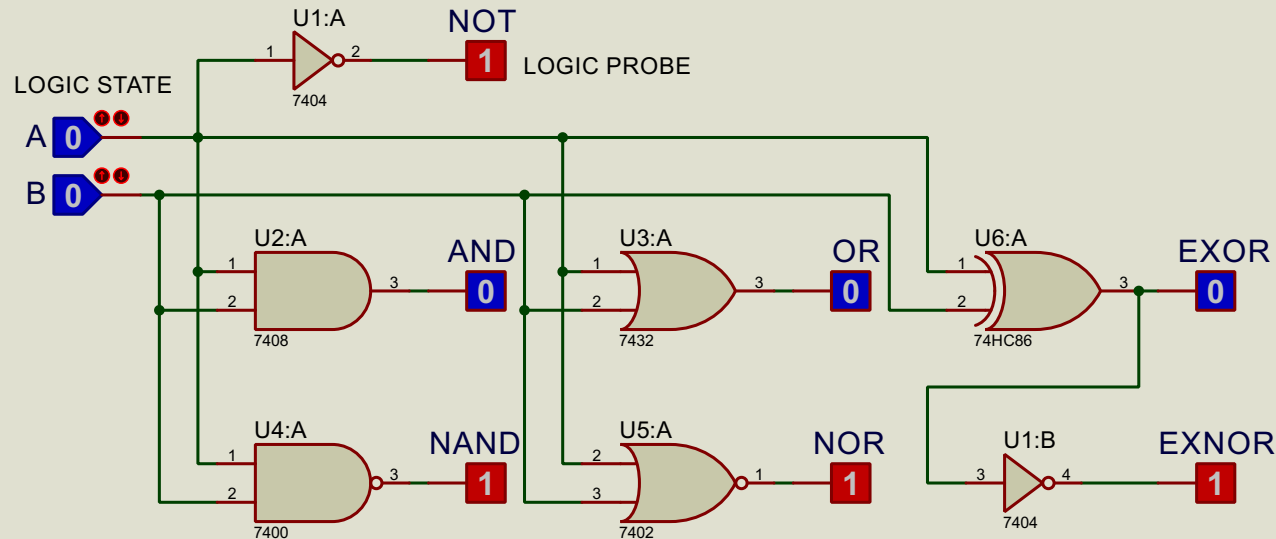 U1:A
NOT
1
2
1
LOGIC PROBE
7404
LOGIC STATE
A
0
B
0
U2:A
AND
1
2
3
0
7408
U3:A
OR
1
2
3
0
7432
U6:A
EXOR
1
2
3
0
74HC86
U4:A
NAND
1
2
3
1
7400
U5:A
NOR
2
3
1
1
7402
U1:B
EXNOR
3
4
1
7404